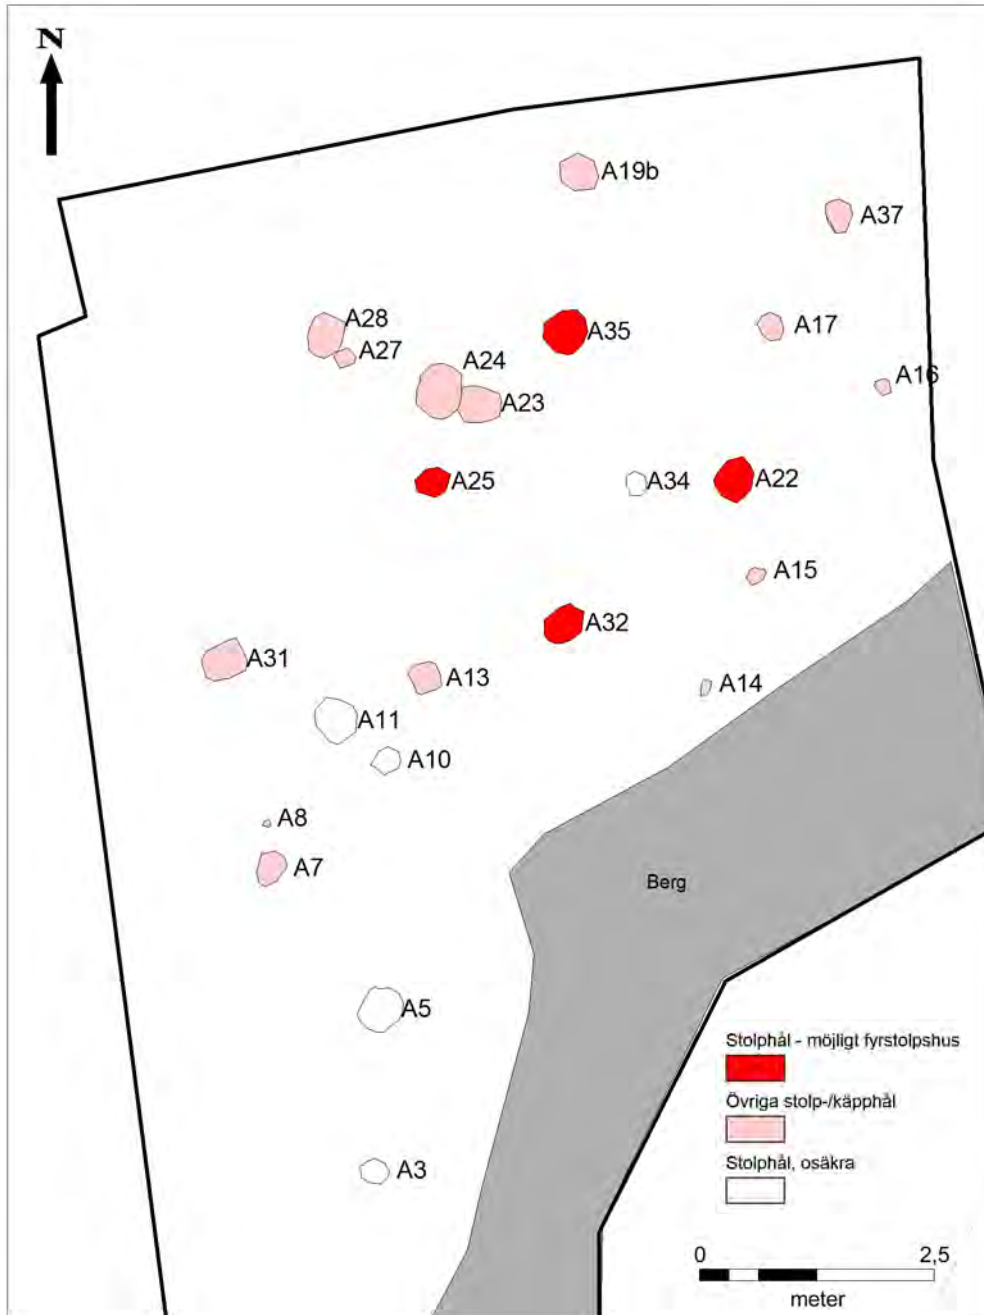 N
A19b
A37
A28
A35
A17
A27
A24
A16
A23
A25
A34
A22
A15
A32
A31
A13
A14
A11
A10
A8
A7
Berg
A5
Stolphål - möjligt fyrstolpshus
Övriga stolp-/käpphål
Stolphål, osäkra
A3
0 2,5
meter